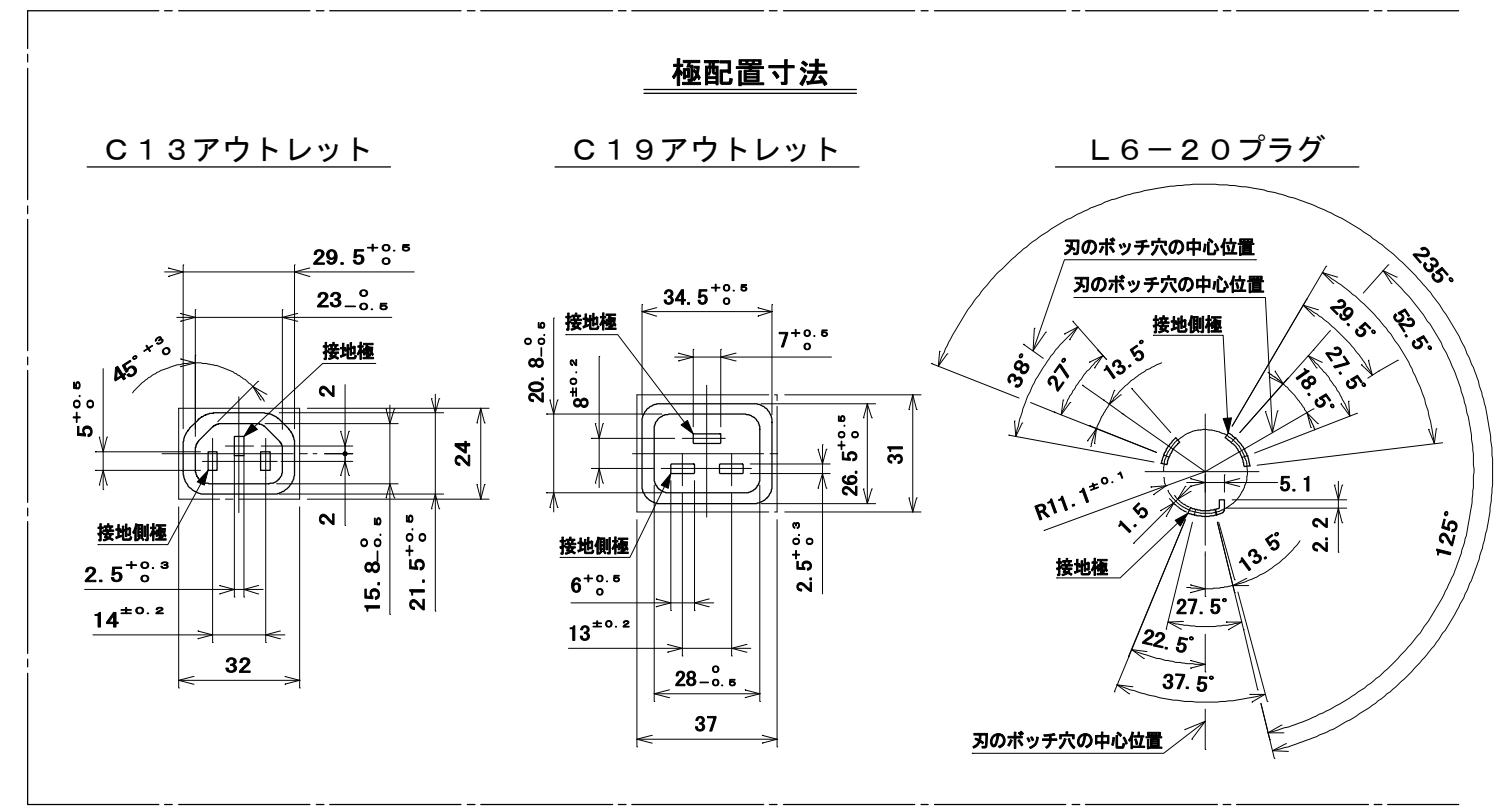 極配置寸法
C13アウトレット
29.5+0.5 0
23 0 -0.5
45°+3 0
接地極
5+0.5 0
2
24
2
接地側極
2.5+0.3 0
14±0.2
15.8 0 -0.5
21.5+0.5 0
32
C19アウトレット
34.5+0.5 0
接地極
7+0.5 0
20.8 0 -0.5
8±0.2
26.5+0.5 0
31
接地側極
6+0.5 0
13±0.2
2.5+0.3 0
28 0 -0.5
37
L6-20プラグ
刃のボッチ穴の中心位置
刃のボッチ穴の中心位置
接地側極
235°
29.5°
52.5°
27.5°
18.5°
38°
27°
13.5°
R11.1±0.1
5.1
1.5
2.2
接地極
13.5°
125°
27.5°
22.5°
37.5°
刃のボッチ穴の中心位置